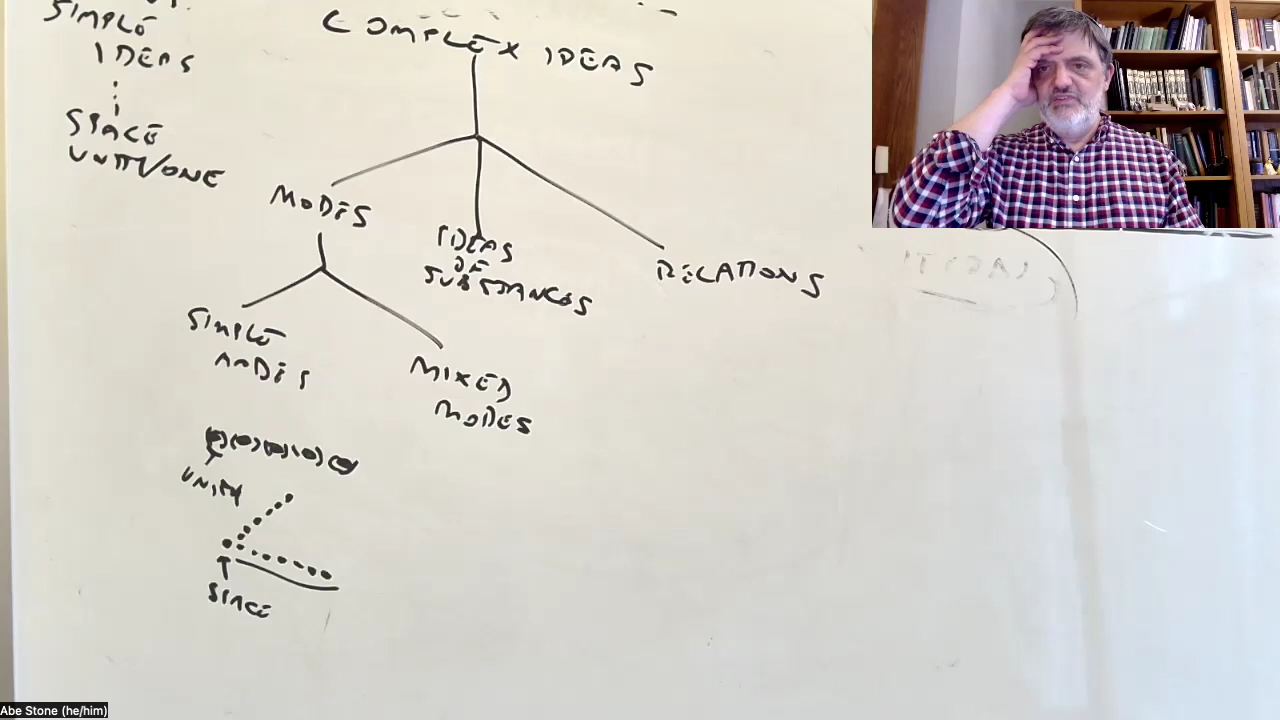 SIMPLE
IDEAS
SPACE
UNITY/ONE
COMPLEX IDEAS
MODES
IDEAS
OF
SUBSTANCES
RELATIONS
SIMPLE
MODES
MIXED
MODES
UNITY
SPACE
Abe Stone (he/him)